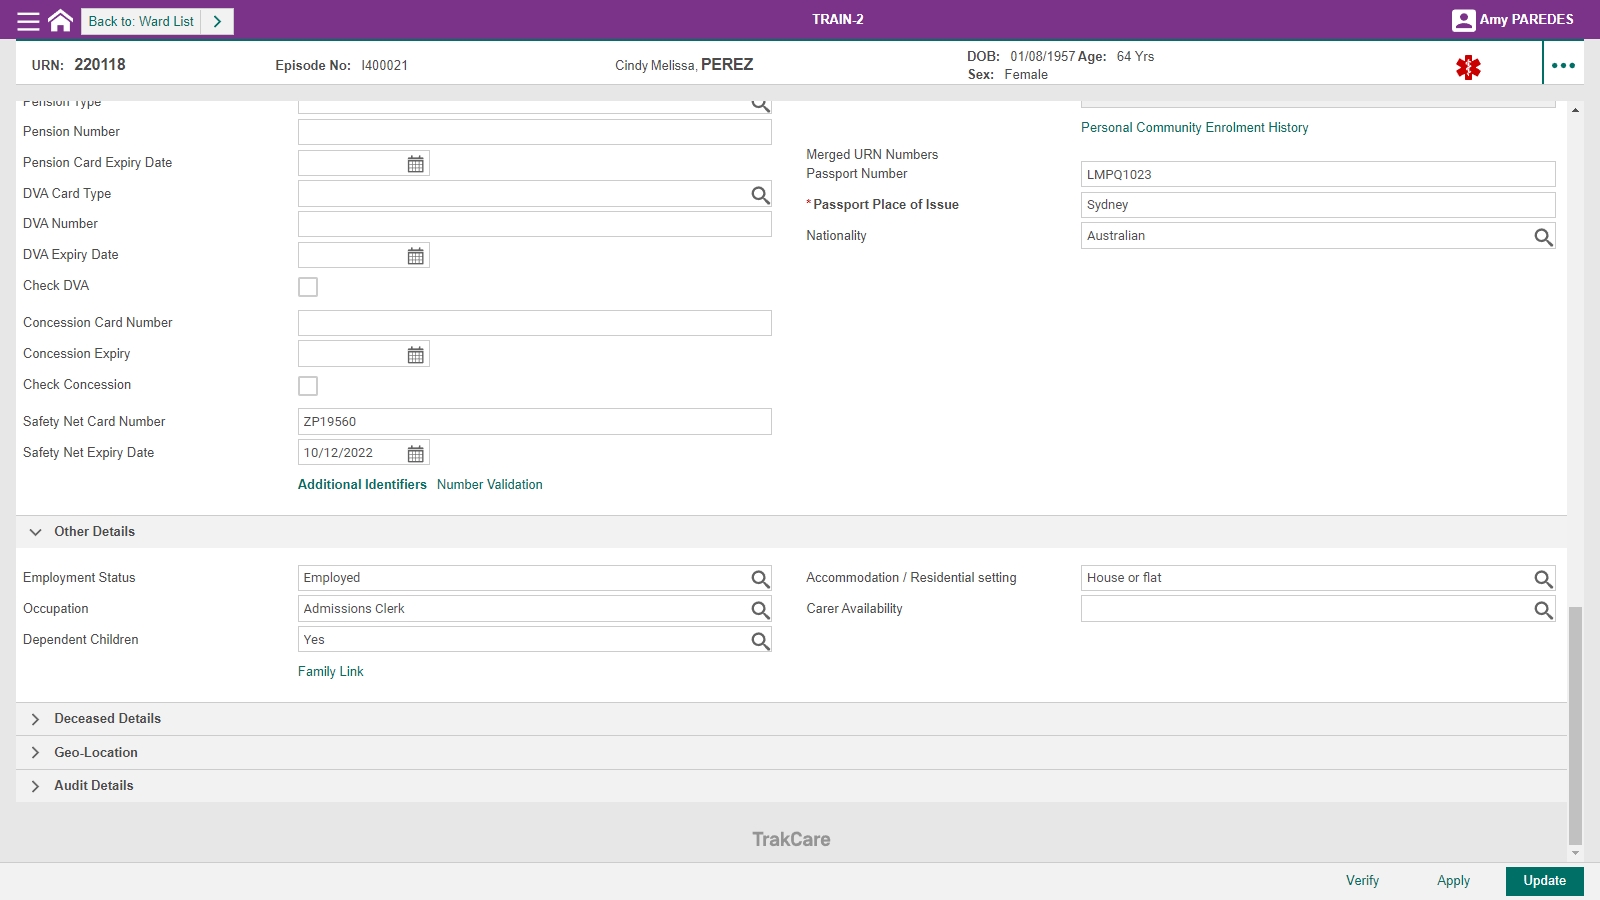 Back to: Ward List
TRAIN-2
Amy PAREDES
URN: 220118
Episode No: I400021
Cindy Melissa, PEREZ
DOB: 01/08/1957 Age: 64 Yrs
Sex: Female
Pension Type
Pension Number
Pension Card Expiry Date
DVA Card Type
DVA Number
DVA Expiry Date
Check DVA
Concession Card Number
Concession Expiry
Check Concession
Safety Net Card Number ZP19560
Safety Net Expiry Date 10/12/2022
Additional Identifiers Number Validation
Personal Community Enrolment History
Merged URN Numbers
Passport Number LMPQ1023
*Passport Place of Issue Sydney
Nationality Australian
Other Details
Employment Status Employed
Occupation Admissions Clerk
Dependent Children Yes
Family Link
Accommodation / Residential setting House or flat
Carer Availability
Deceased Details
Geo-Location
Audit Details
TrakCare
Verify Apply Update